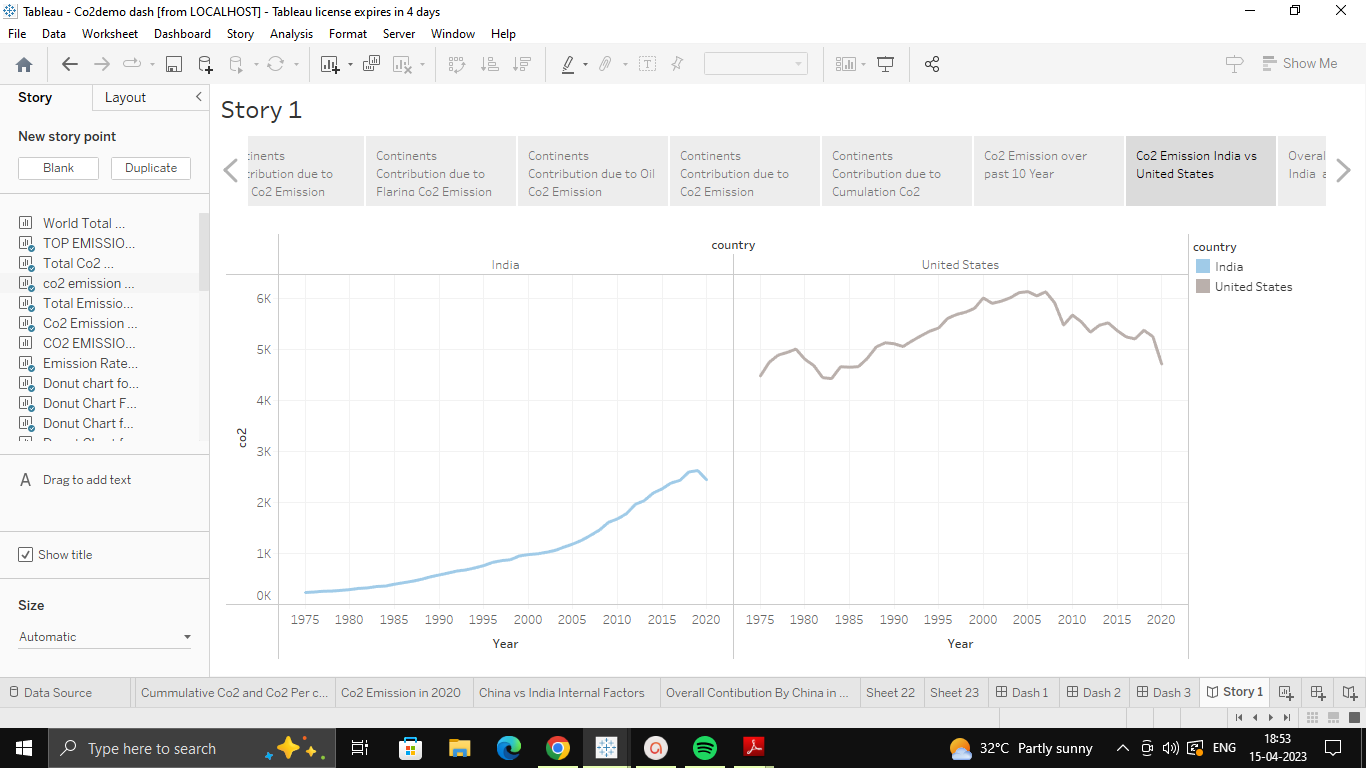 Tableau - Co2demo dash [from LOCALHOST] - Tableau license expires in 4 days
File Data Worksheet Dashboard Story Analysis Format Server Window Help
Show Me
Story Layout
New story point
Blank Duplicate
World Total ...
TOP EMISSIO...
Total Co2 ...
co2 emission ...
Total Emissio...
Co2 Emission ...
CO2 EMISSIO...
Emission Rate...
Donut chart fo...
Donut Chart F...
Donut Chart f...
A Drag to add text
Show title
Size
Automatic
Story 1
tinents
tribution due to
Co2 Emission
Continents
Contribution due to
Flaring Co2 Emission
Continents
Contribution due to Oil
Co2 Emission
Continents
Contribution due to
Co2 Emission
Continents
Contribution due to
Cumulation Co2
Co2 Emission over
past 10 Year
Co2 Emission India vs
United States
Overal
India a
country
India United States
co2
6K
5K
4K
3K
2K
1K
0K
1975 1980 1985 1990 1995 2000 2005 2010 2015 2020 1975 1980 1985 1990 1995 2000 2005 2010 2015 2020
Year Year
country
India
United States
Data Source Cummulative Co2 and Co2 Per c... Co2 Emission in 2020 China vs India Internal Factors Overall Contibution By China in ... Sheet 22 Sheet 23 Dash 1 Dash 2 Dash 3 Story 1
Type here to search
32°C Partly sunny ENG
18:53
15-04-2023